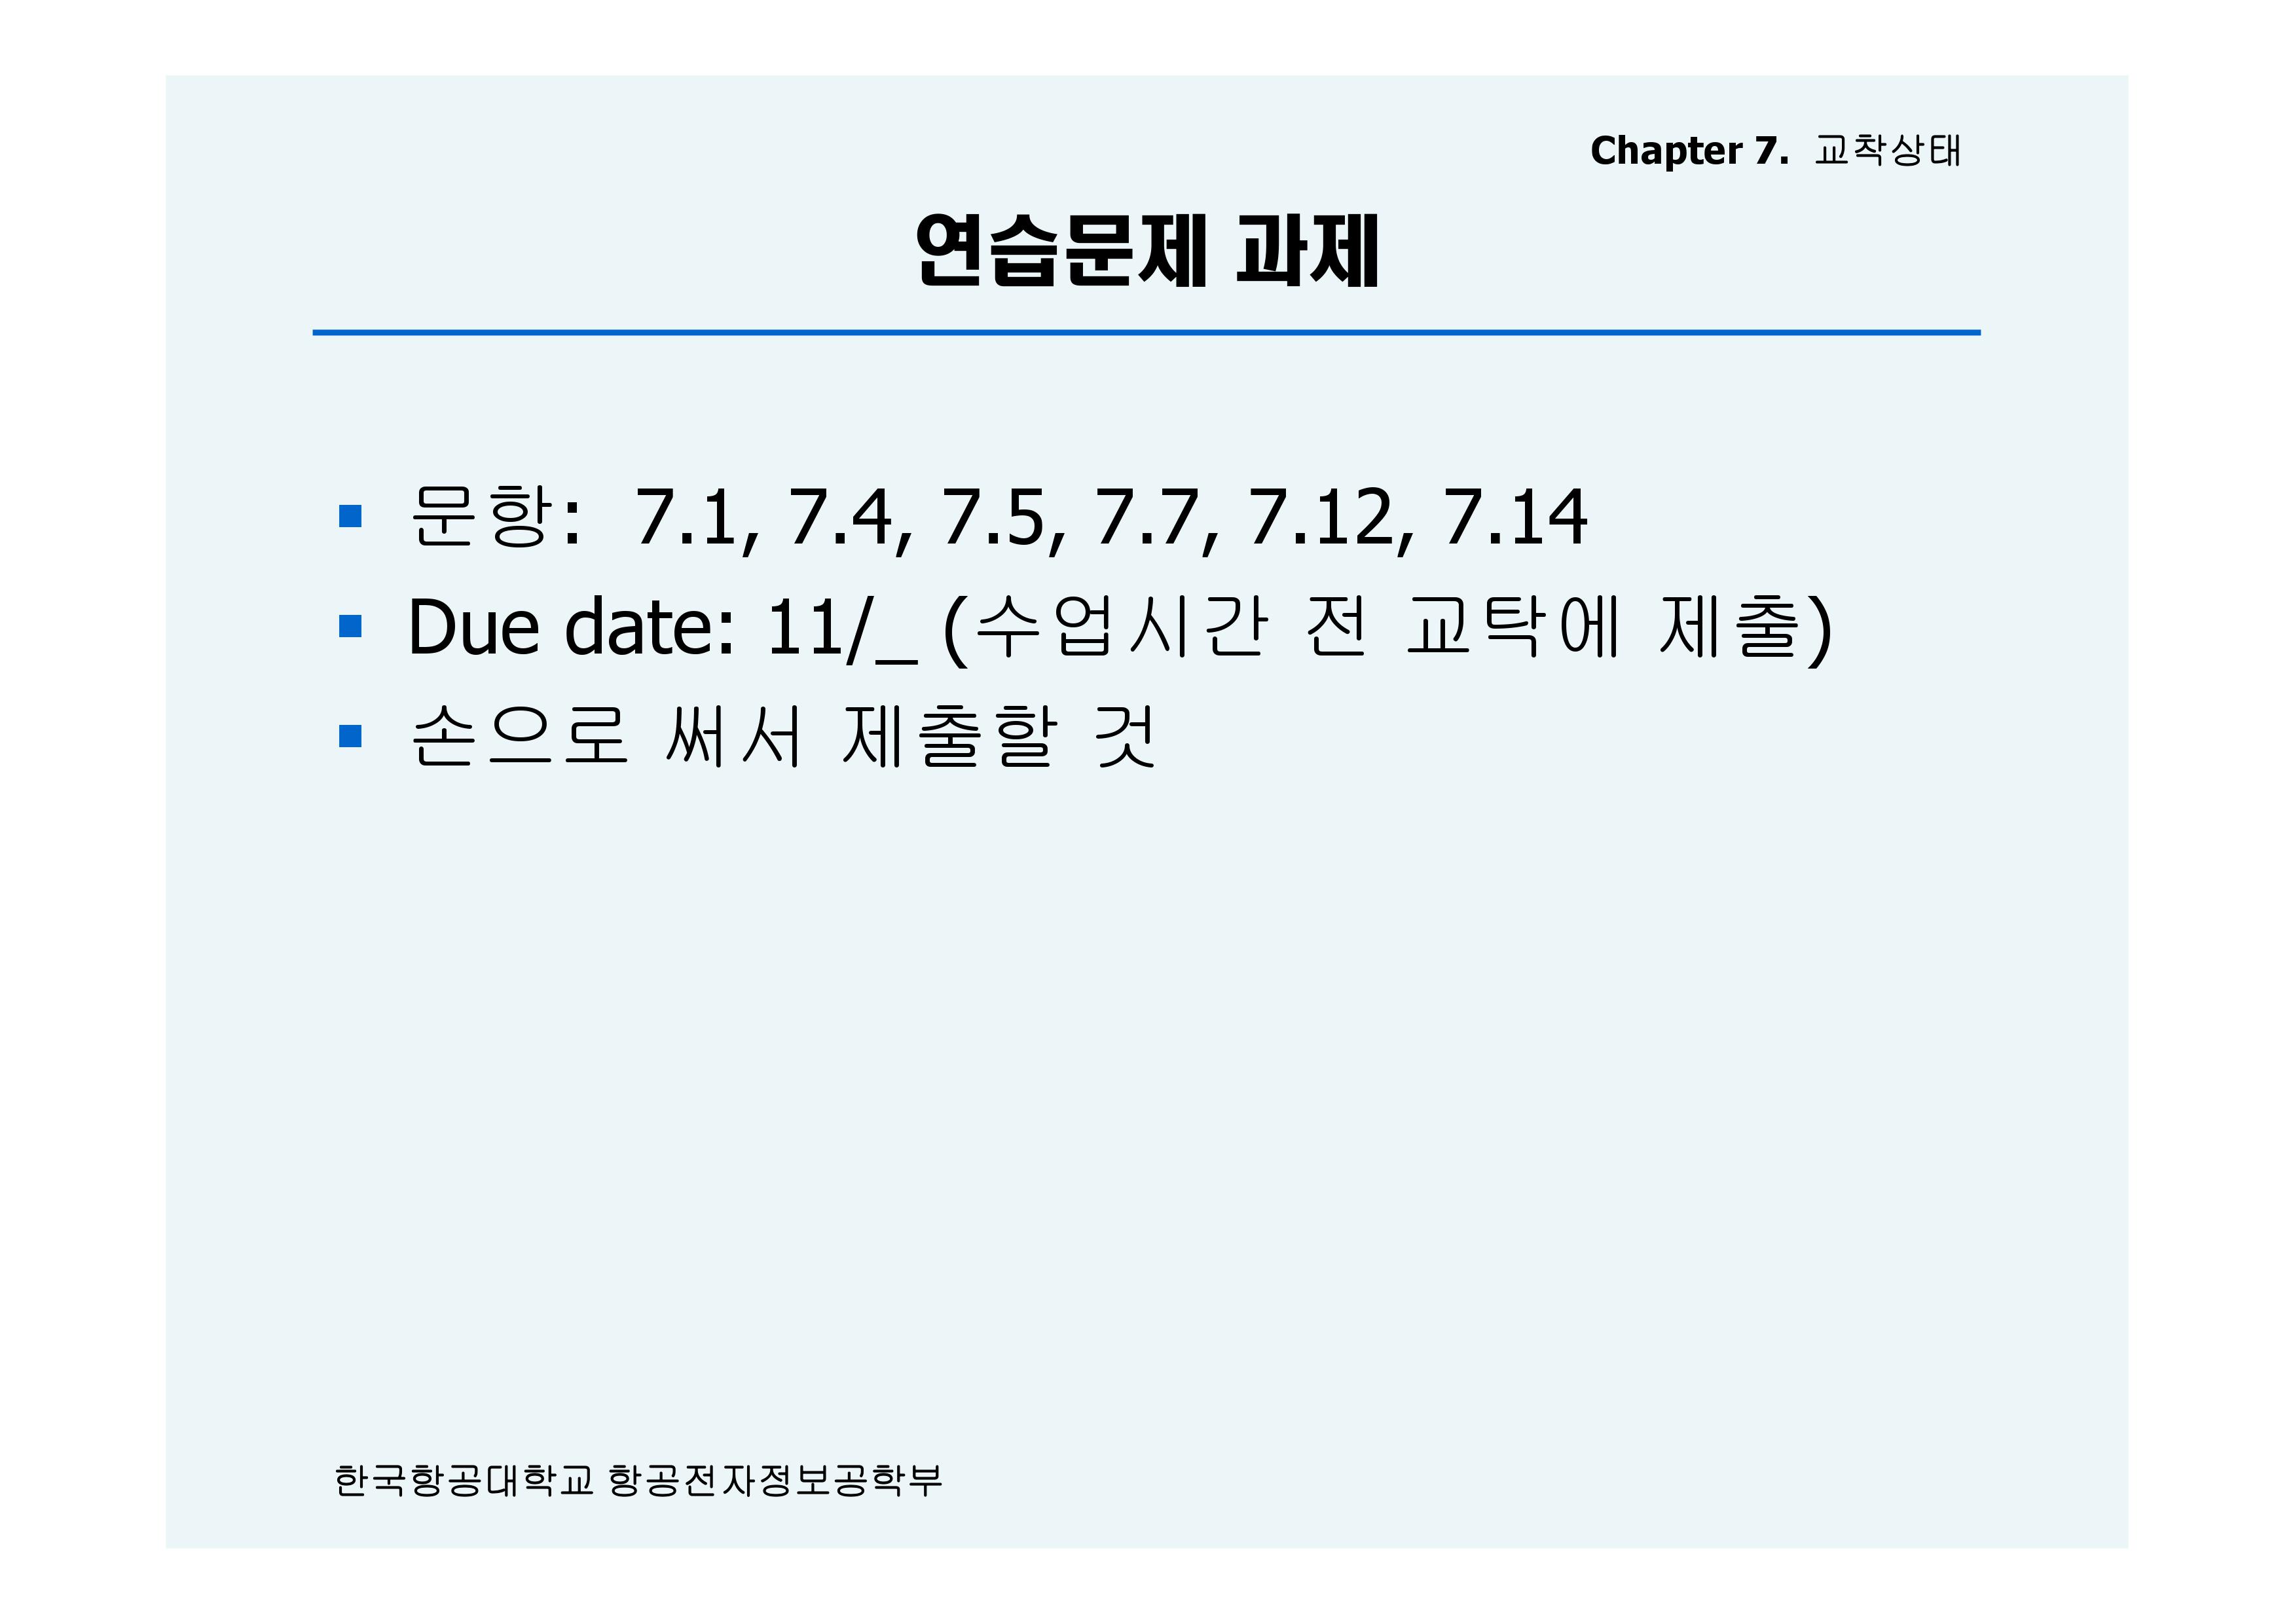 Chapter 7. 교착상태
연습문제 과제
문항: 7.1, 7.4, 7.5, 7.7, 7.12, 7.14
Due date: 11/_ (수업시간 전 교탁에 제출)
손으로 써서 제출할 것
한국항공대학교 항공전자정보공학부